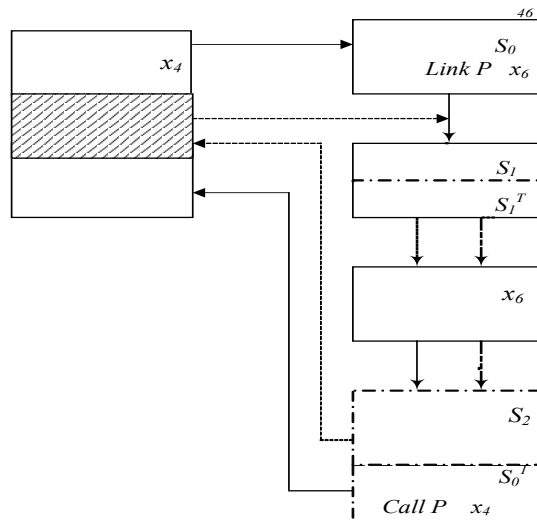 46
x₄
S₀
Link P x₆
S₁
S₁ᵀ
x₆
S₂
S₀ᵀ
Call P x₄